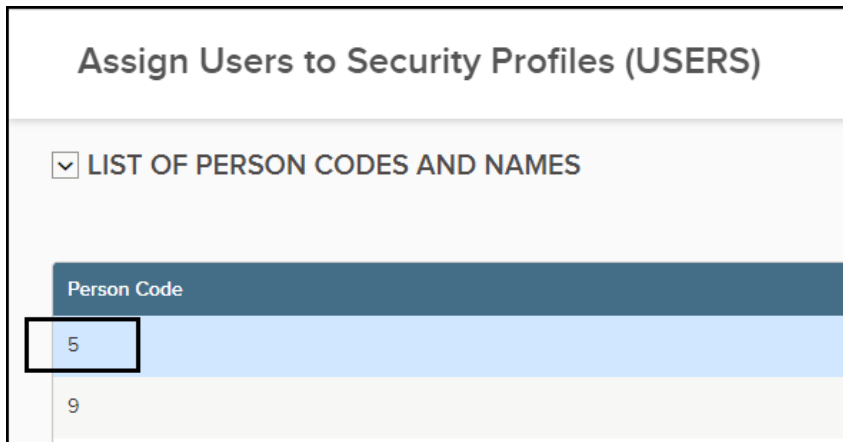 Assign Users to Security Profiles (USERS)
LIST OF PERSON CODES AND NAMES
Person Code
5
9